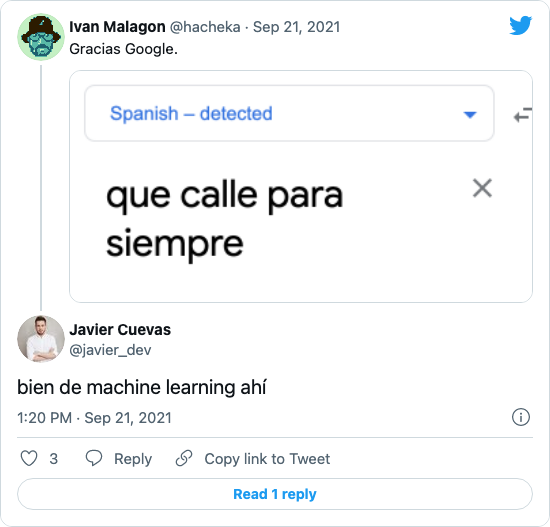 Ivan Malagon @hacheka · Sep 21, 2021
Gracias Google.
Spanish – detected
que calle para
siempre
Javier Cuevas
@javier_dev
bien de machine learning ahí
1:20 PM · Sep 21, 2021
3 Reply Copy link to Tweet
Read 1 reply